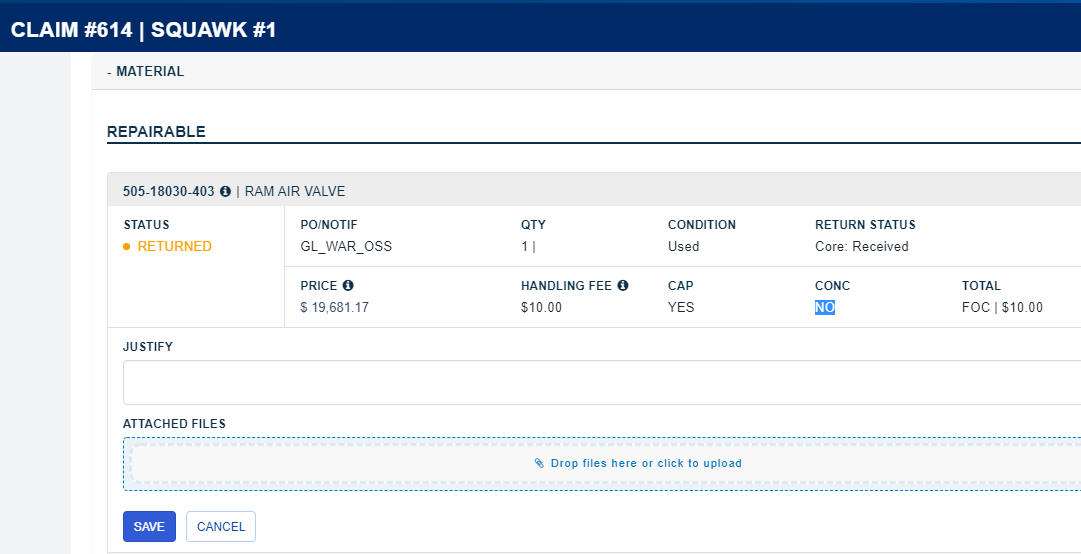 CLAIM #614 | SQUAWK #1
- MATERIAL
REPAIRABLE
505-18030-403 | RAM AIR VALVE
STATUS PO/NOTIF QTY CONDITION RETURN STATUS
RETURNED GL_WAR_OSS 1 | Used Core: Received
PRICE HANDLING FEE CAP CONC TOTAL
$ 19,681.17 $10.00 YES NO FOC | $10.00
JUSTIFY
ATTACHED FILES
Drop files here or click to upload
SAVE CANCEL